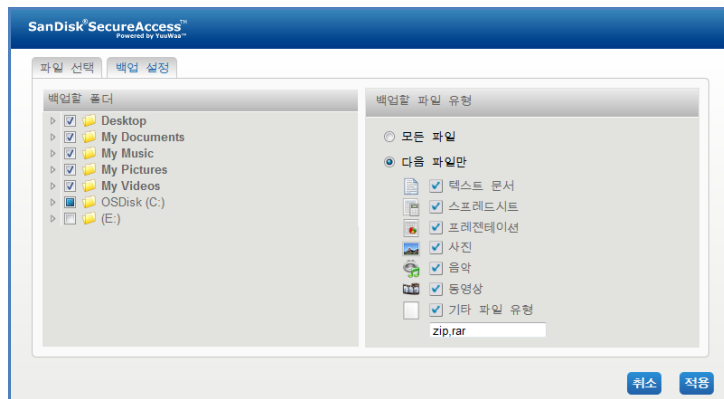 SanDisk®SecureAccess™
Powered by YuuWaa™
파일 선택
백업 설정
백업할 폴더
Desktop
My Documents
My Music
My Pictures
My Videos
OSDisk (C:)
(E:)
백업할 파일 유형
모든 파일
다음 파일만
텍스트 문서
스프레드시트
프레젠테이션
사진
음악
동영상
기타 파일 유형
zip,rar
취소
적용